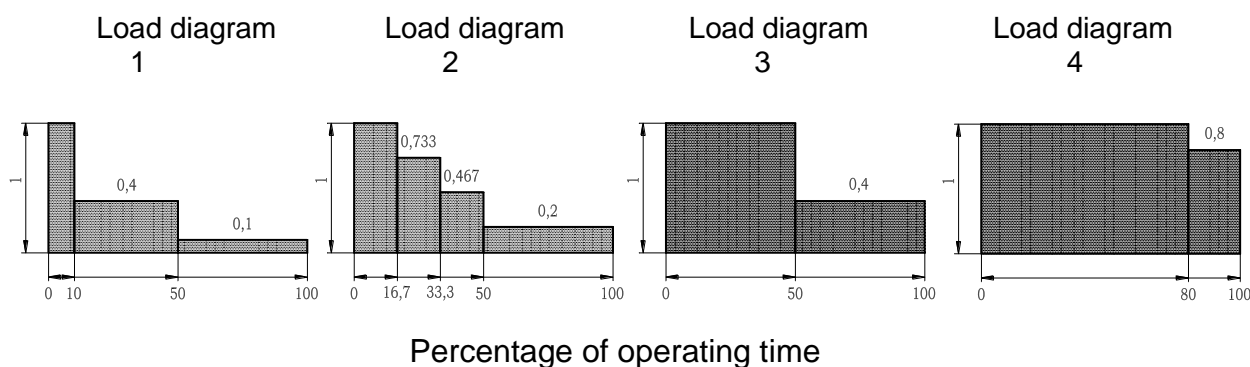 Load diagram
1
Load diagram
2
Load diagram
3
Load diagram
4
1
0,4
0,1
0 10 50 100
1
0,733
0,467
0,2
0 16,7 33,3 50 100
1
0,4
0 50 100
1
0,8
0 80 100
Percentage of operating time